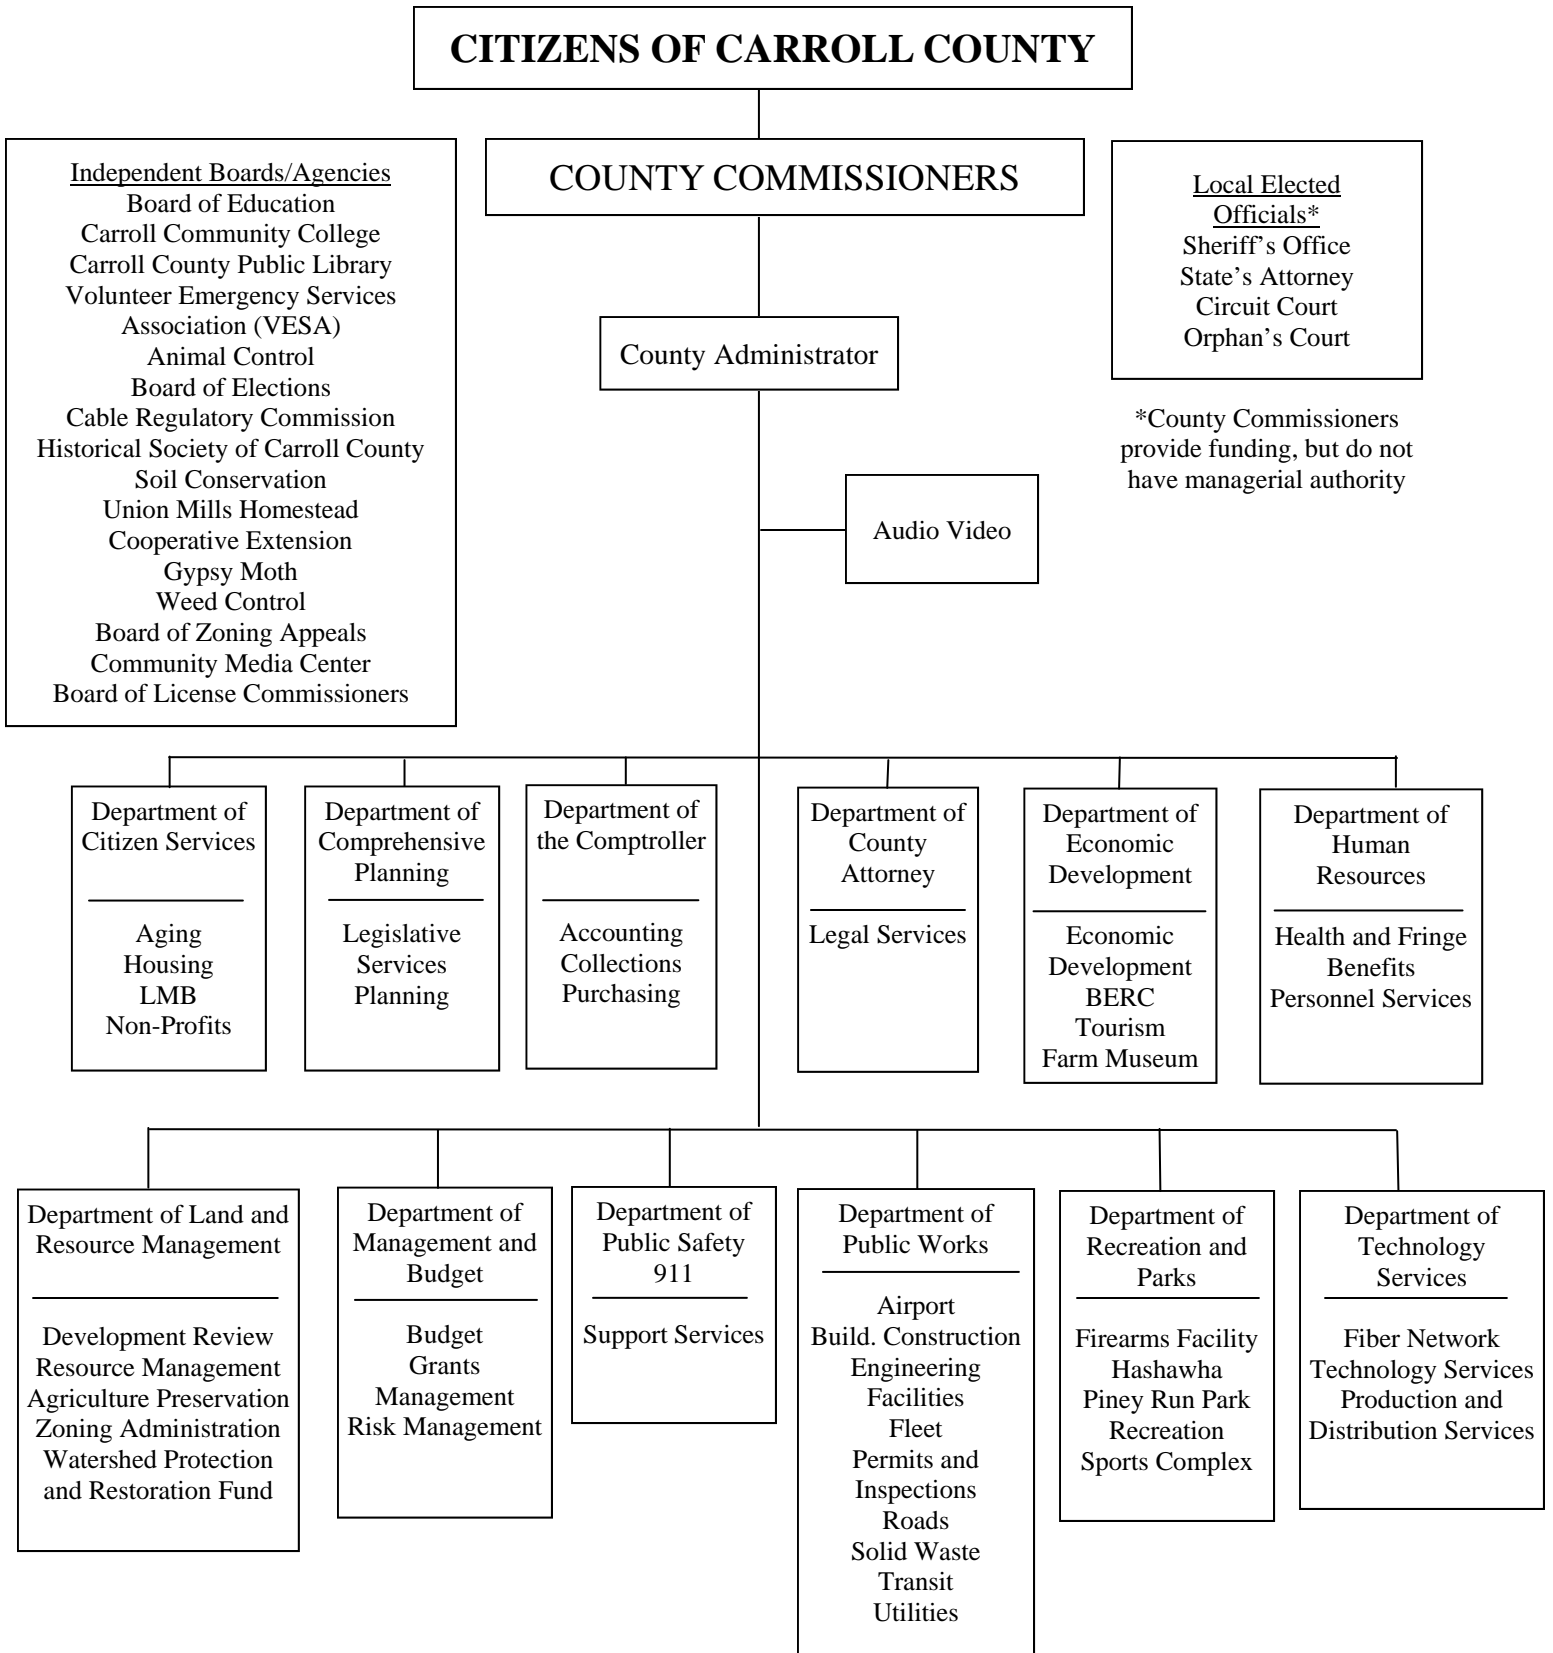 CITIZENS OF CARROLL COUNTY
COUNTY COMMISSIONERS
Independent Boards/Agencies
Board of Education
Carroll Community College
Carroll County Public Library
Volunteer Emergency Services
Association (VESA)
Animal Control
Board of Elections
Cable Regulatory Commission
Historical Society of Carroll County
Soil Conservation
Union Mills Homestead
Cooperative Extension
Gypsy Moth
Weed Control
Board of Zoning Appeals
Community Media Center
Board of License Commissioners
Local Elected
Officials*
Sheriff’s Office
State’s Attorney
Circuit Court
Orphan’s Court
*County Commissioners
provide funding, but do not
have managerial authority
County Administrator
Audio Video
Department of
Citizen Services
Aging
Housing
LMB
Non-Profits
Department of
Comprehensive
Planning
Legislative
Services
Planning
Department of
the Comptroller
Accounting
Collections
Purchasing
Department of
County
Attorney
Legal Services
Department of
Economic
Development
Economic
Development
BERC
Tourism
Farm Museum
Department of
Human
Resources
Health and Fringe
Benefits
Personnel Services
Department of Land and
Resource Management
Development Review
Resource Management
Agriculture Preservation
Zoning Administration
Watershed Protection
and Restoration Fund
Department of
Management and
Budget
Budget
Grants
Management
Risk Management
Department of
Public Safety
911
Support Services
Department of
Public Works
Airport
Build. Construction
Engineering
Facilities
Fleet
Permits and
Inspections
Roads
Solid Waste
Transit
Utilities
Department of
Recreation and
Parks
Firearms Facility
Hashawha
Piney Run Park
Recreation
Sports Complex
Department of
Technology
Services
Fiber Network
Technology Services
Production and
Distribution Services